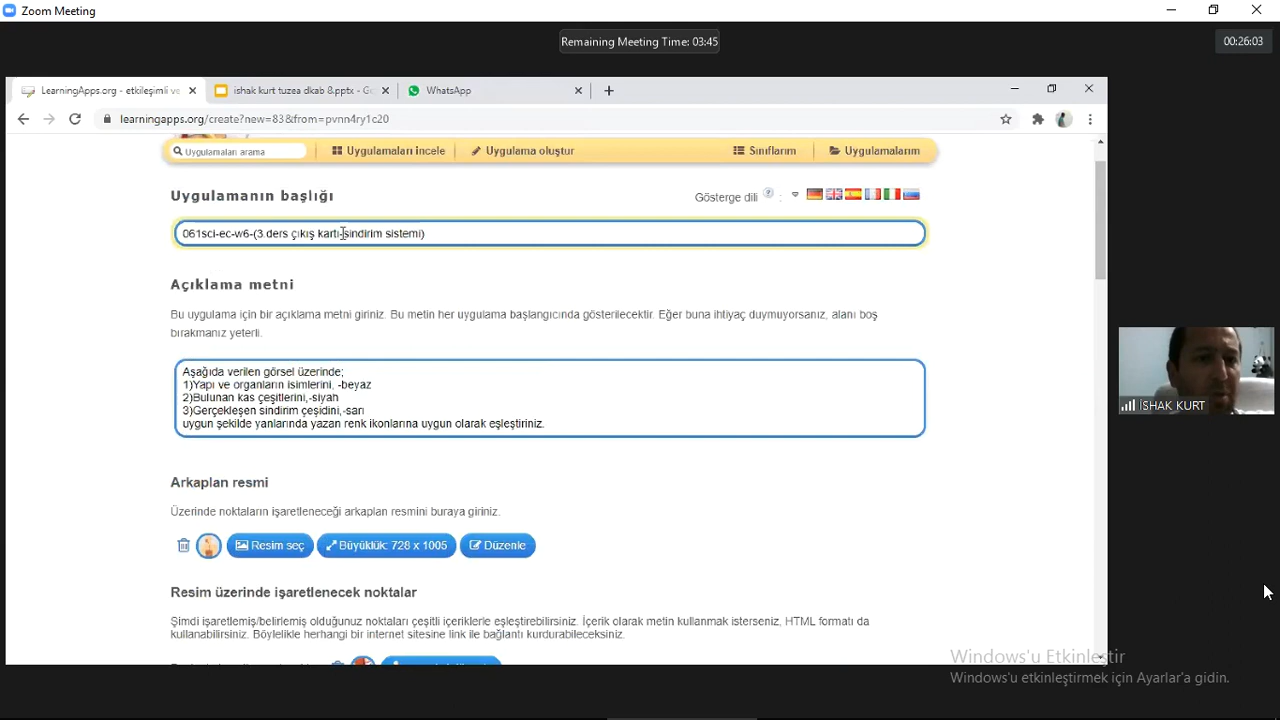 Zoom Meeting
Remaining Meeting Time: 03:45
00:26:03
LearningApps.org - etkileşimli ve
ishak kurt tuzea dkab 8.pptx - Go
WhatsApp
learningapps.org/create?new=83&from=pvnn4ry1c20
Uygulamaları arama
Uygulamaları incele
Uygulama oluştur
Sınıflarım
Uygulamalarım
Uygulamanın başlığı
Gösterge dili ? :
061sci-ec-w6-(3.ders çıkış kartı-sindirim sistemi)
Açıklama metni
Bu uygulama için bir açıklama metni giriniz. Bu metin her uygulama başlangıcında gösterilecektir. Eğer buna ihtiyaç duymuyorsanız, alanı boş
bırakmanız yeterli.
Aşağıda verilen görsel üzerinde;
1)Yapı ve organların isimlerini, -beyaz
2)Bulunan kas çeşitlerini,-siyah
3)Gerçekleşen sindirim çeşidini,-sarı
uygun şekilde yanlarında yazan renk ikonlarına uygun olarak eşleştiriniz.
Arkaplan resmi
Üzerinde noktaların işaretleneceği arkaplan resmini buraya giriniz.
Resim seç
Büyüklük: 728 x 1005
Düzenle
Resim üzerinde işaretlenecek noktalar
Şimdi işaretlemiş/belirlemiş olduğunuz noktaları çeşitli içeriklerle eşleştirebilirsiniz. İçerik olarak metin kullanmak isterseniz, HTML formatı da
kullanabilirsiniz. Böylelikle herhangi bir internet sitesine link ile bağlantı kurdurabileceksiniz.
İSHAK KURT
Windows'u Etkinleştir
Windows'u etkinleştirmek için Ayarlar'a gidin.